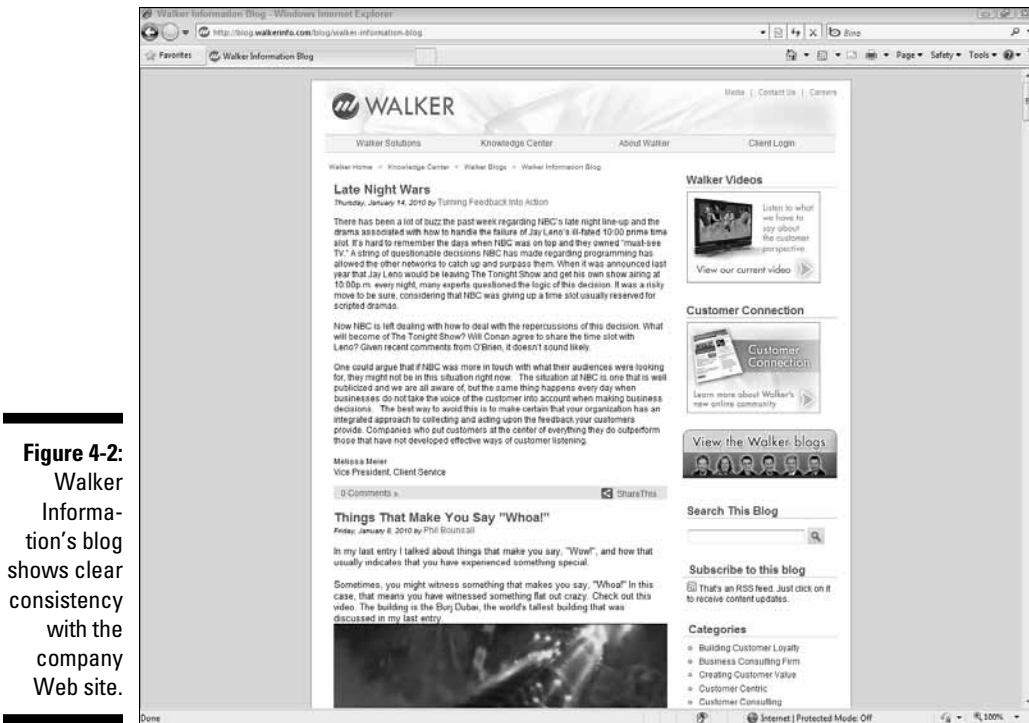 Walker Information Blog - Windows Internet Explorer
http://blog.walkerinfo.com/blog/walker-information-blog
Bing
Favorites
Walker Information Blog
Page
Safety
Tools
WALKER
Media | Contact Us | Careers
Walker Solutions
Knowledge Center
About Walker
Client Login
Walker Home » Knowledge Center » Walker Blogs » Walker Information Blog
Late Night Wars
Thursday, January 14, 2010 by Turning Feedback Into Action
There has been a lot of buzz the past week regarding NBC's late night line-up and the
drama associated with how to handle the failure of Jay Leno's ill-fated 10:00 prime time
slot. It's hard to remember the days when NBC was on top and they owned "must-see
TV." A string of questionable decisions NBC has made regarding programming has
allowed the other networks to catch up and surpass them. When it was announced last
year that Jay Leno would be leaving The Tonight Show and get his own show airing at
10:00p.m. every night, many experts questioned the logic of this decision. It was a risky
move to be sure, considering that NBC was giving up a time slot usually reserved for
scripted dramas.
Now NBC is left dealing with how to deal with the repercussions of this decision. What
will become of The Tonight Show? Will Conan agree to share the time slot with
Leno? Given recent comments from O'Brien, it doesn't sound likely.
One could argue that if NBC was more in touch with what their audiences were looking
for, they might not be in this situation right now. The situation at NBC is one that is well
publicized and we are all aware of, but the same thing happens every day when
businesses do not take the voice of the customer into account when making business
decisions. The best way to avoid this is to make certain that your organization has an
integrated approach to collecting and acting upon the feedback your customers
provide. Companies who put customers at the center of everything they do outperform
those that have not developed effective ways of customer listening.
Melissa Meier
Vice President, Client Service
0 Comments »
ShareThis
Things That Make You Say "Whoa!"
Friday, January 8, 2010 by Phil Bounsall
In my last entry I talked about things that make you say, "Wow!", and how that
usually indicates that you have experienced something special.
Sometimes, you might witness something that makes you say, "Whoa!" In this
case, that means you have witnessed something flat out crazy. Check out this
video. The building is the Burj Dubai, the world's tallest building that was
discussed in my last entry.
Walker Videos
Listen to what
we have to
say about
the customer
perspective.
View our current video
Customer Connection
Customer
Connection
Learn more about Walker's
new online community
View the Walker blogs
Search This Blog
Subscribe to this blog
That's an RSS feed. Just click on it
to receive content updates.
Categories
Building Customer Loyalty
Business Consulting Firm
Creating Customer Value
Customer Centric
Customer Consulting
Done
Internet | Protected Mode: Off
100%
Figure 4-2:
Walker
Informa-
tion's blog
shows clear
consistency
with the
company
Web site.